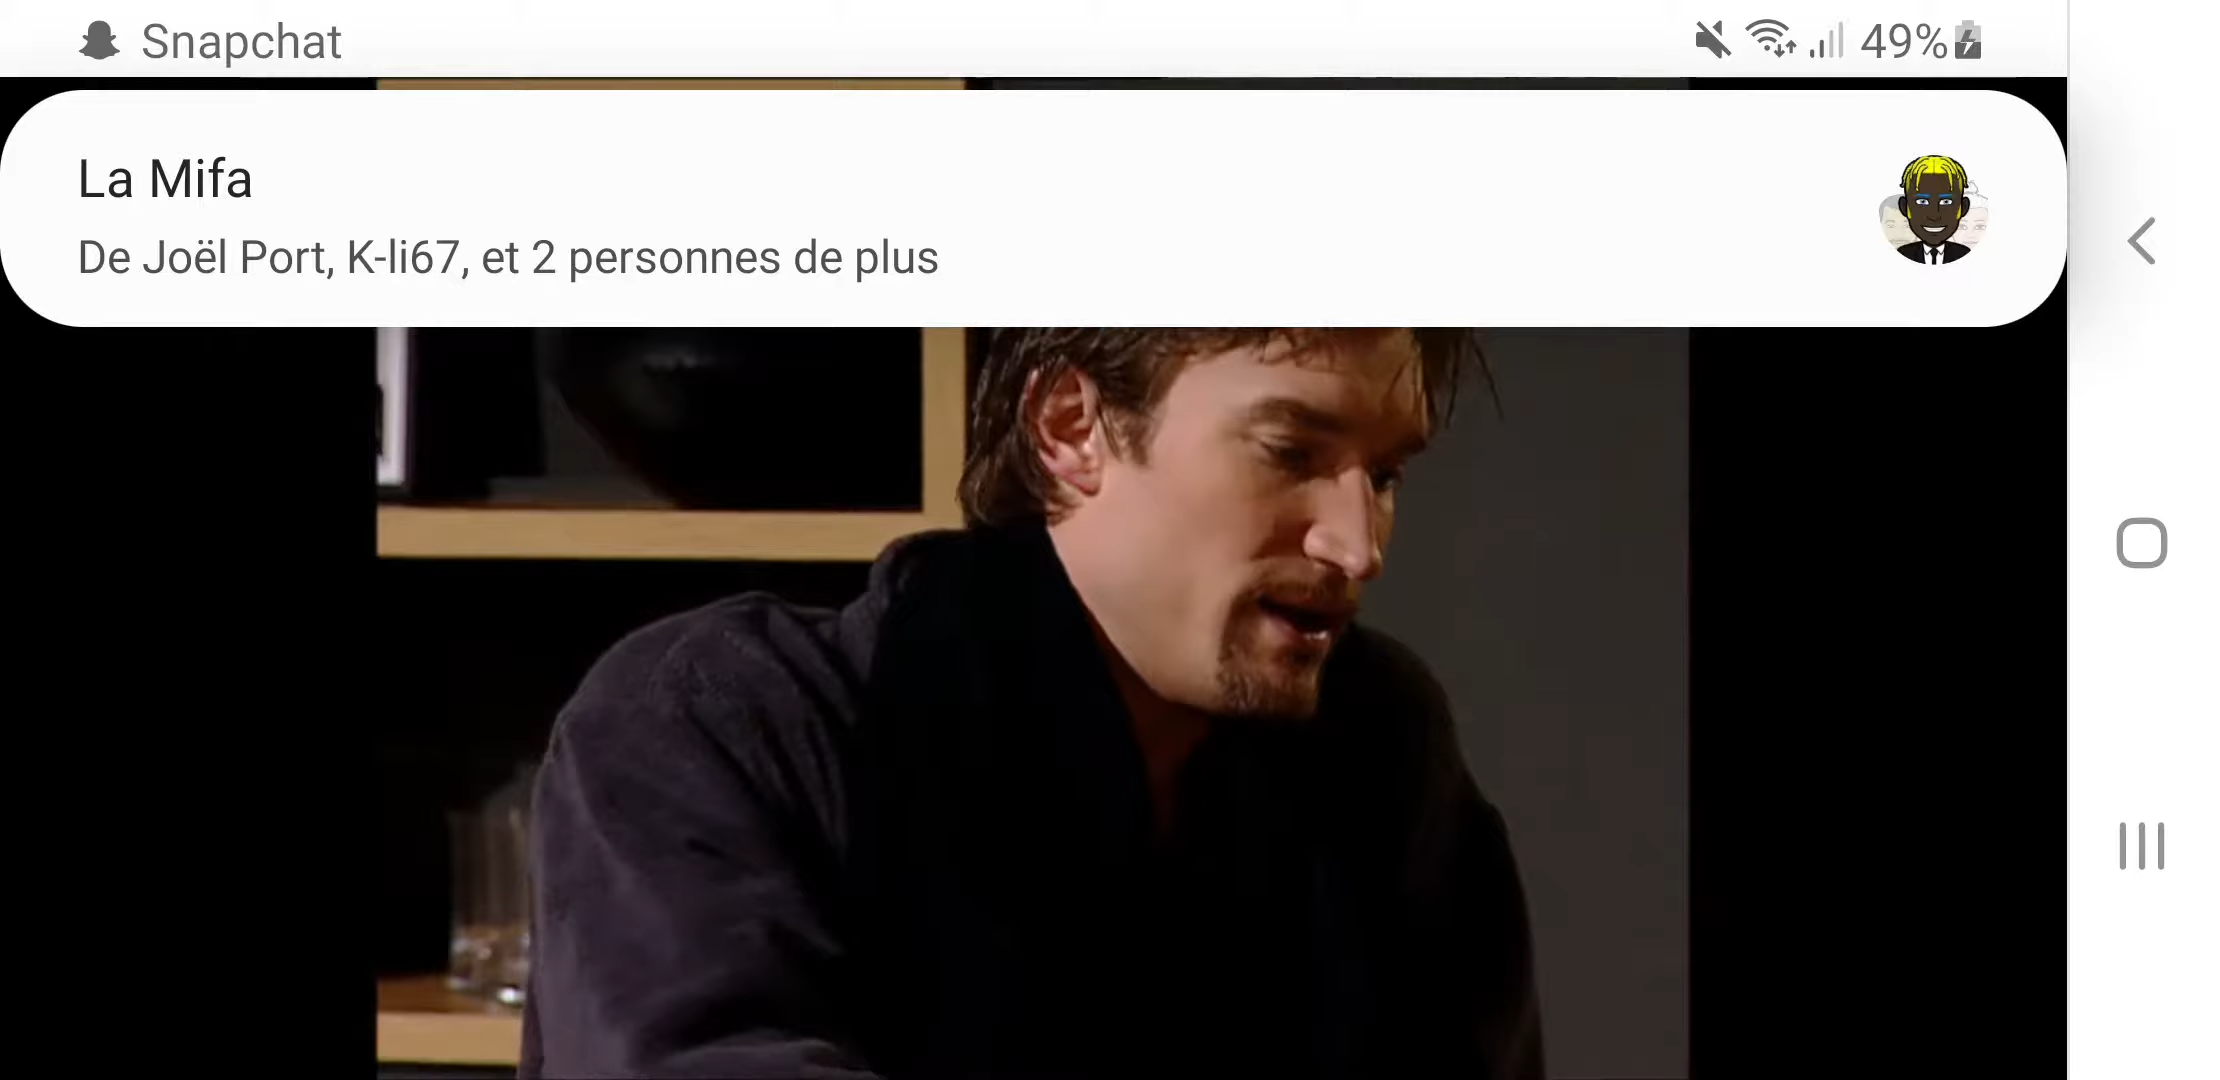 Snapchat
49%
La Mifa
De Joël Port, K-li67, et 2 personnes de plus